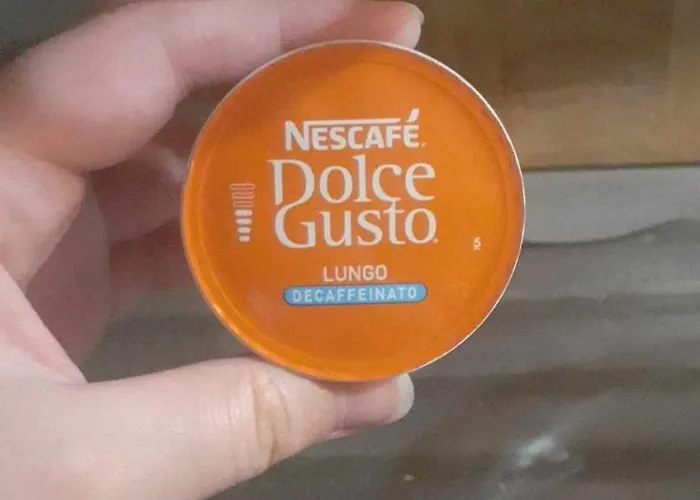 NESCAFÉ
DOLCE
GUSTO
5
LUNGO
DECAFFEINATO